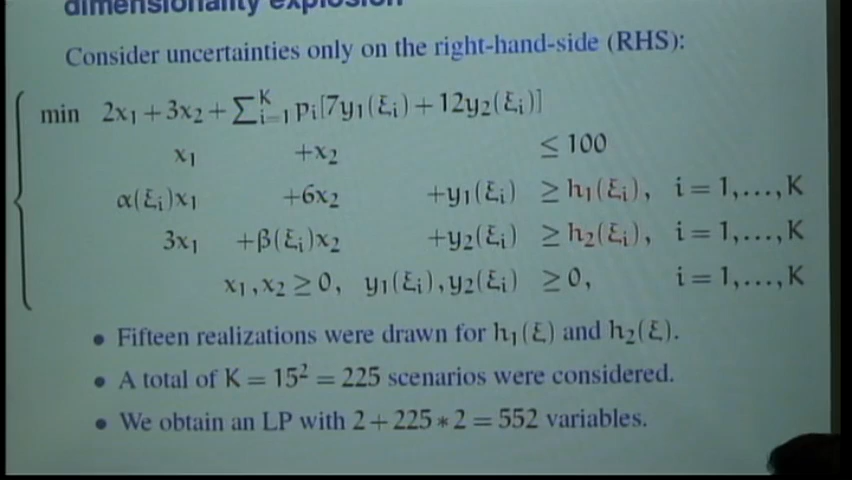 dimensionality explosion
Consider uncertainties only on the right-hand-side (RHS):
min 2x₁ + 3x₂ + ∑ᵢ₌₁ᴷ pᵢ[7y₁(ξᵢ) + 12y₂(ξᵢ)]
x₁ +x₂ ≤ 100
α(ξᵢ)x₁ +6x₂ +y₁(ξᵢ) ≥ h₁(ξᵢ), i = 1,...,K
3x₁ +β(ξᵢ)x₂ +y₂(ξᵢ) ≥ h₂(ξᵢ), i = 1,...,K
x₁,x₂ ≥ 0, y₁(ξᵢ),y₂(ξᵢ) ≥ 0, i = 1,...,K
• Fifteen realizations were drawn for h₁(ξ) and h₂(ξ).
• A total of K = 15² = 225 scenarios were considered.
• We obtain an LP with 2 + 225 * 2 = 552 variables.